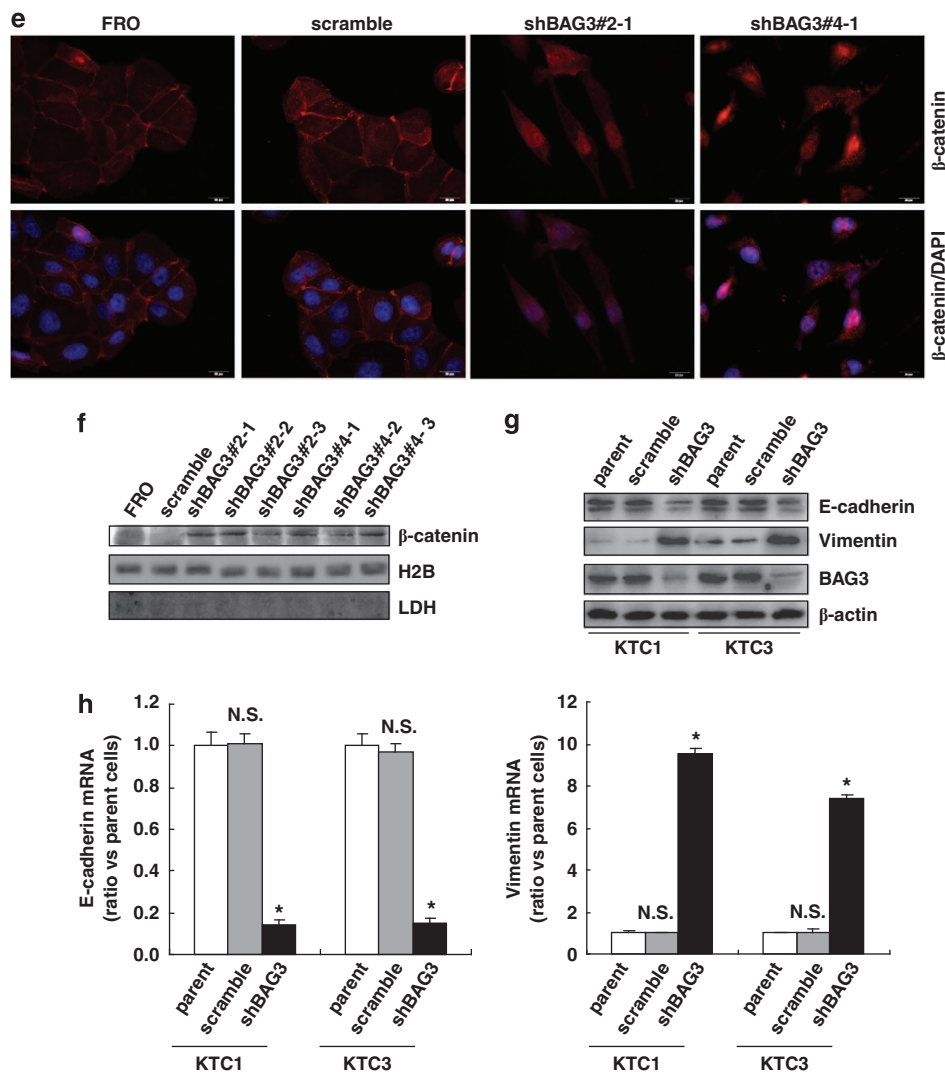 e
FRO scramble shBAG3#2-1 shBAG3#4-1
β-catenin
β-catenin/DAPI
f
FRO scramble shBAG3#2-1 shBAG3#2-2 shBAG3#2-3 shBAG3#4-1 shBAG3#4-2 shBAG3#4- 3
β-catenin
H2B
LDH
g
parent scramble shBAG3 parent scramble shBAG3
E-cadherin
Vimentin
BAG3
β-actin
KTC1 KTC3
h
E-cadherin mRNA
(ratio vs parent cells)
1.2
1.0
0.8
0.6
0.4
0.2
0.0
N.S. * N.S. *
parent scramble shBAG3 parent scramble shBAG3
KTC1 KTC3
Vimentin mRNA
(ratio vs parent cells)
12
10
8
6
4
2
0
N.S. * N.S. *
parent scramble shBAG3 parent scramble shBAG3
KTC1 KTC3